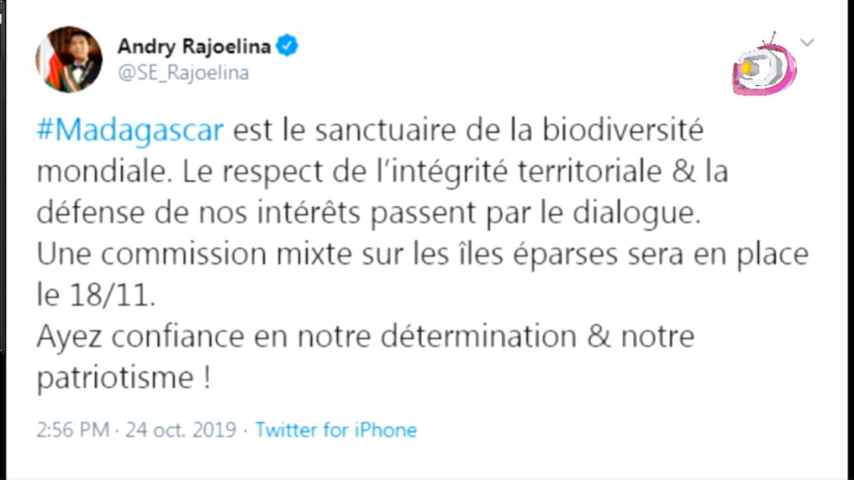 Andry Rajoelina
@SE_Rajoelina
#Madagascar est le sanctuaire de la biodiversité
mondiale. Le respect de l'intégrité territoriale & la
défense de nos intérêts passent par le dialogue.
Une commission mixte sur les îles éparses sera en place
le 18/11.
Ayez confiance en notre détermination & notre
patriotisme !
2:56 PM · 24 oct. 2019 · Twitter for iPhone